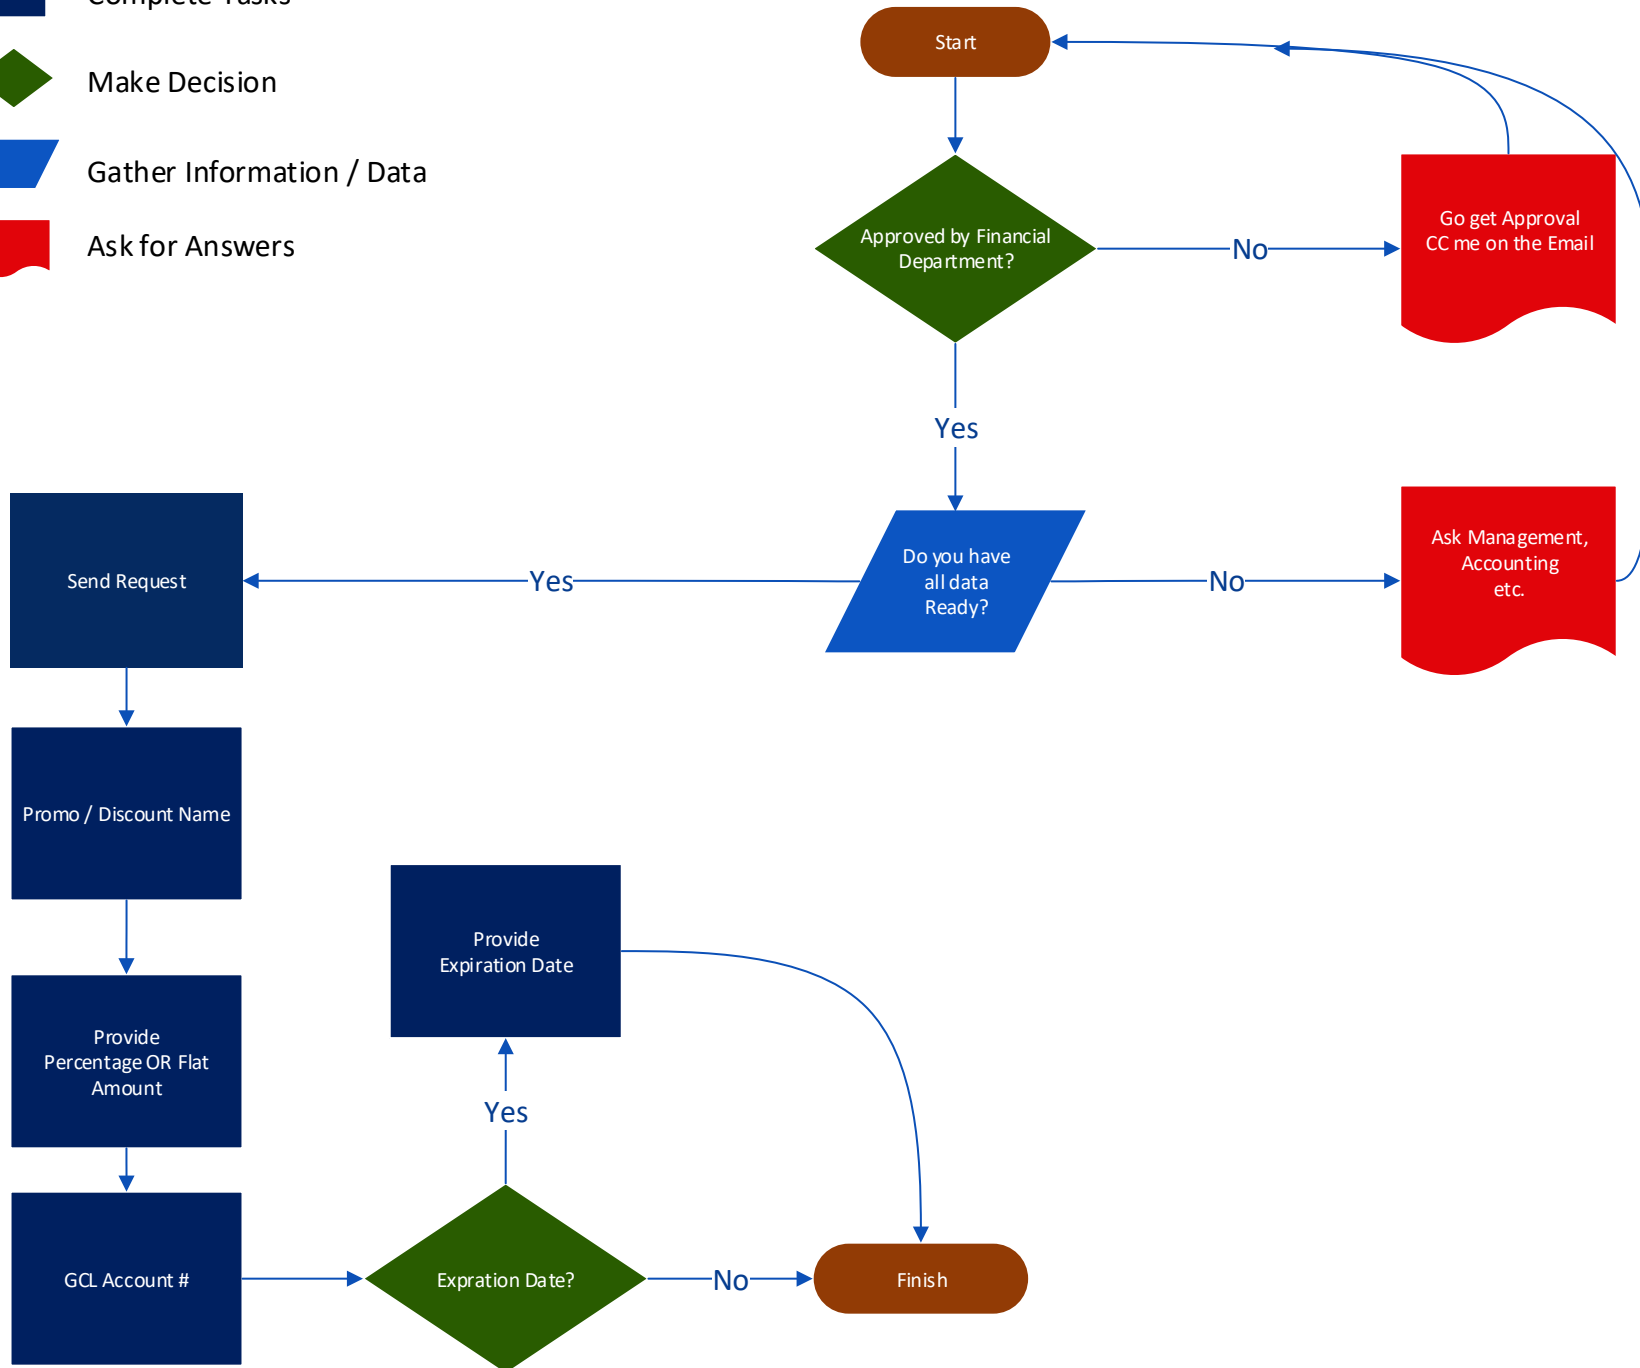 Complete Tasks
Make Decision
Gather Information / Data
Ask for Answers
Start
Approved by Financial
Department?
No
Go get Approval
CC me on the Email
Yes
Send Request
Yes
Do you have
all data
Ready?
No
Ask Management,
Accounting
etc.
Promo / Discount Name
Provide
Expiration Date
Provide
Percentage OR Flat
Amount
Yes
GCL Account #
Expration Date?
No
Finish